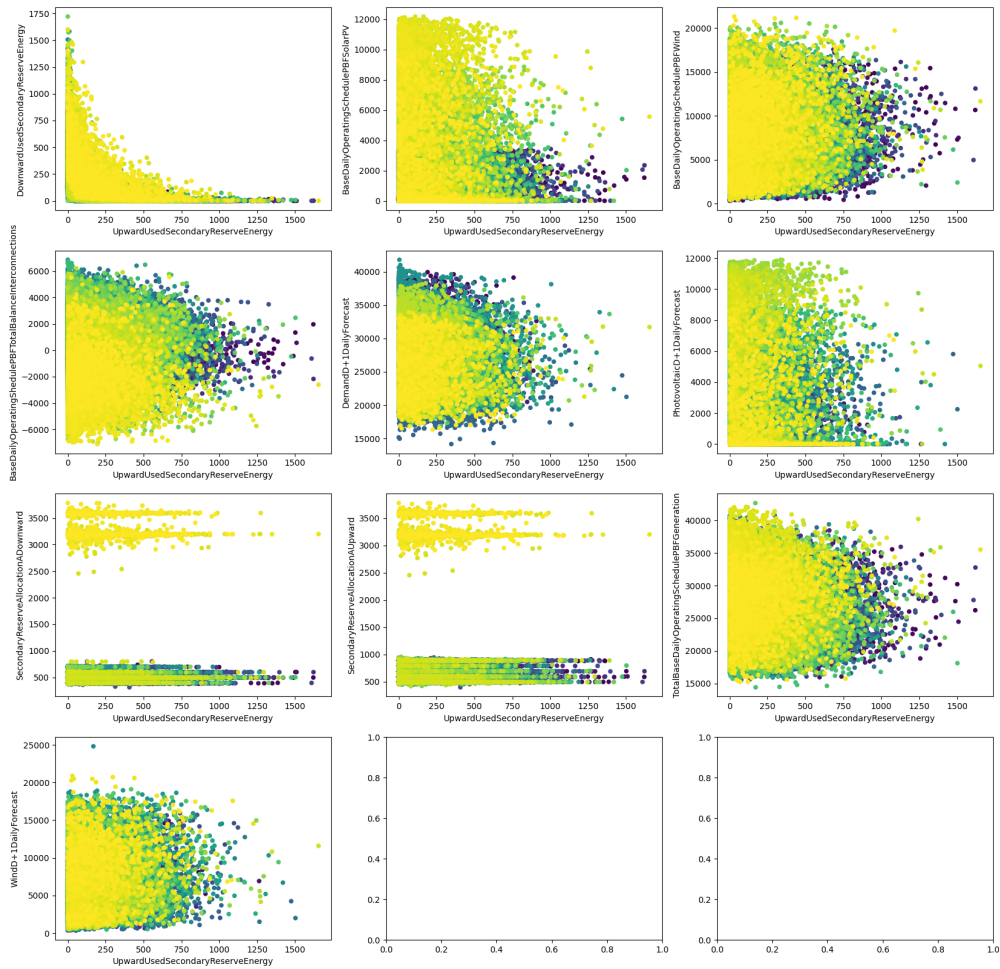 DownwardUsedSecondaryReserveEnergy
1750
1500
1250
1000
750
500
250
0
0 250 500 750 1000 1250 1500
UpwardUsedSecondaryReserveEnergy
BaseDailyOperatingSchedulePBFSolarPV
12000
10000
8000
6000
4000
2000
0
0 250 500 750 1000 1250 1500
UpwardUsedSecondaryReserveEnergy
BaseDailyOperatingSchedulePBFWind
20000
15000
10000
5000
0
0 250 500 750 1000 1250 1500
UpwardUsedSecondaryReserveEnergy
BaseDailyOperatingShedulePBFTotalBalanceInterconnections
6000
4000
2000
0
−2000
−4000
−6000
0 250 500 750 1000 1250 1500
UpwardUsedSecondaryReserveEnergy
DemandD+1DailyForecast
40000
35000
30000
25000
20000
15000
0 250 500 750 1000 1250 1500
UpwardUsedSecondaryReserveEnergy
PhotovoltaicD+1DailyForecast
12000
10000
8000
6000
4000
2000
0
0 250 500 750 1000 1250 1500
UpwardUsedSecondaryReserveEnergy
SecondaryReserveAllocationADownward
3500
3000
2500
2000
1500
1000
500
0 250 500 750 1000 1250 1500
UpwardUsedSecondaryReserveEnergy
SecondaryReserveAllocationAUpward
3500
3000
2500
2000
1500
1000
500
0 250 500 750 1000 1250 1500
UpwardUsedSecondaryReserveEnergy
TotalBaseDailyOperatingSchedulePBFGeneration
40000
35000
30000
25000
20000
15000
0 250 500 750 1000 1250 1500
UpwardUsedSecondaryReserveEnergy
WindD+1DailyForecast
25000
20000
15000
10000
5000
0
0 250 500 750 1000 1250 1500
UpwardUsedSecondaryReserveEnergy
1.0
0.8
0.6
0.4
0.2
0.0
0.0 0.2 0.4 0.6 0.8 1.0
1.0
0.8
0.6
0.4
0.2
0.0
0.0 0.2 0.4 0.6 0.8 1.0